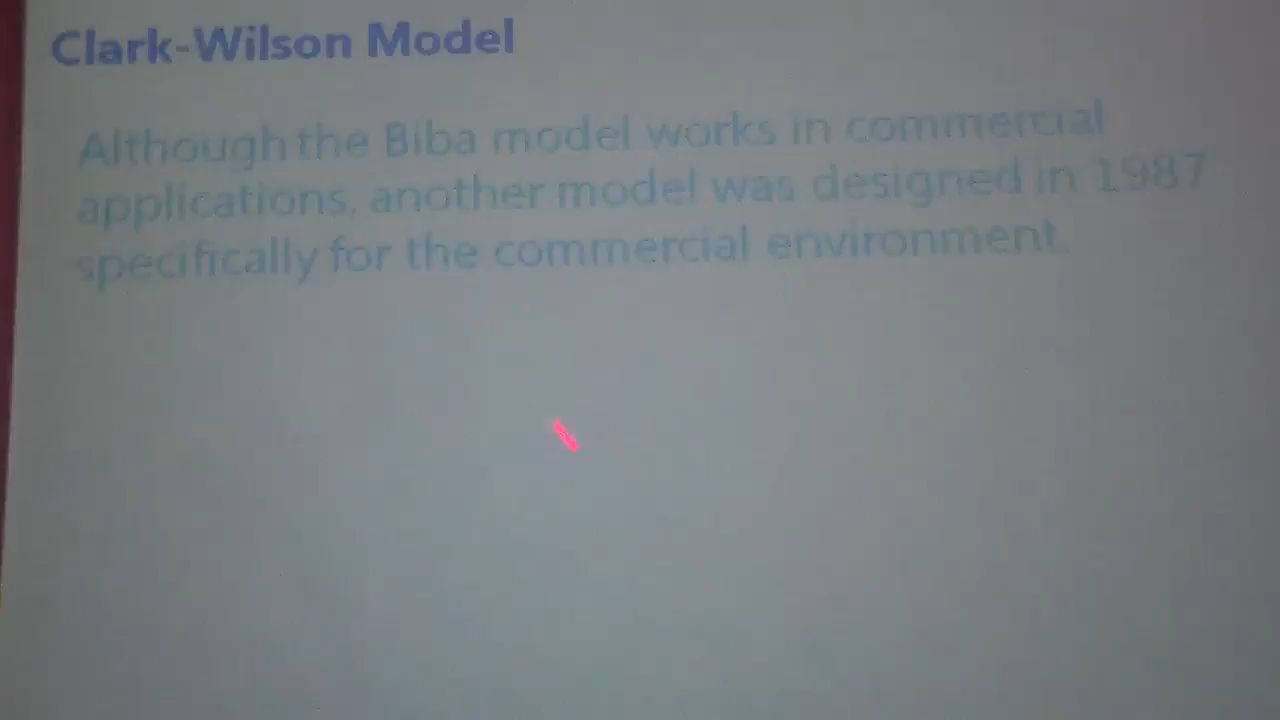 Clark-Wilson Model
Although the Biba model works in commercial
applications, another model was designed in 1987
specifically for the commercial environment.